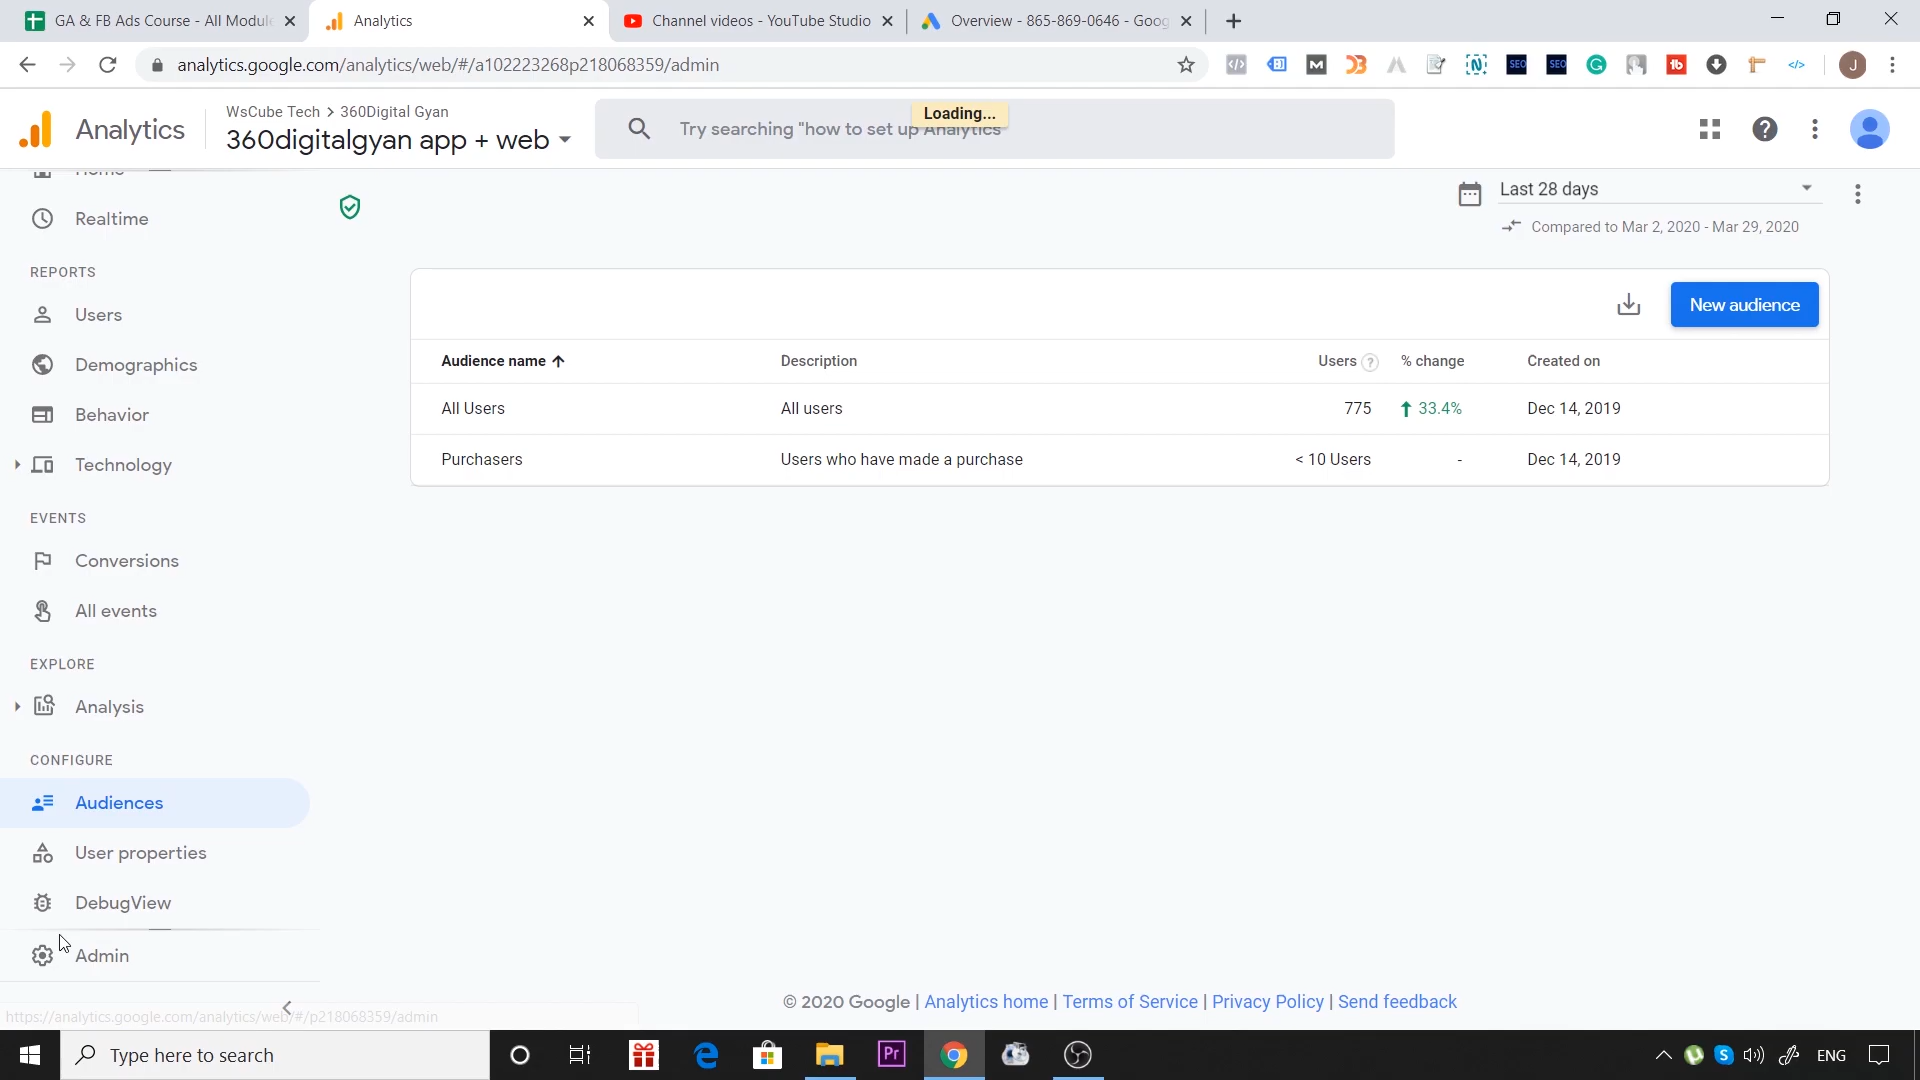 GA & FB Ads Course - All Module
Analytics
Channel videos - YouTube Studio
Overview - 865-869-0646 - Goog
analytics.google.com/analytics/web/#/a102223268p218068359/admin
Analytics
WsCube Tech > 360Digital Gyan
360digitalgyan app + web
Try searching "how to set up Analytics"
Loading...
Home
Realtime
REPORTS
Users
Demographics
Behavior
Technology
EVENTS
Conversions
All events
EXPLORE
Analysis
CONFIGURE
Audiences
User properties
DebugView
Admin
https://analytics.google.com/analytics/web/#/p218068359/admin
Last 28 days
Compared to Mar 2, 2020 - Mar 29, 2020
New audience
Audience name Description Users ? % change Created on
All Users All users 775 33.4% Dec 14, 2019
Purchasers Users who have made a purchase < 10 Users - Dec 14, 2019
© 2020 Google | Analytics home | Terms of Service | Privacy Policy | Send feedback
Type here to search
ENG